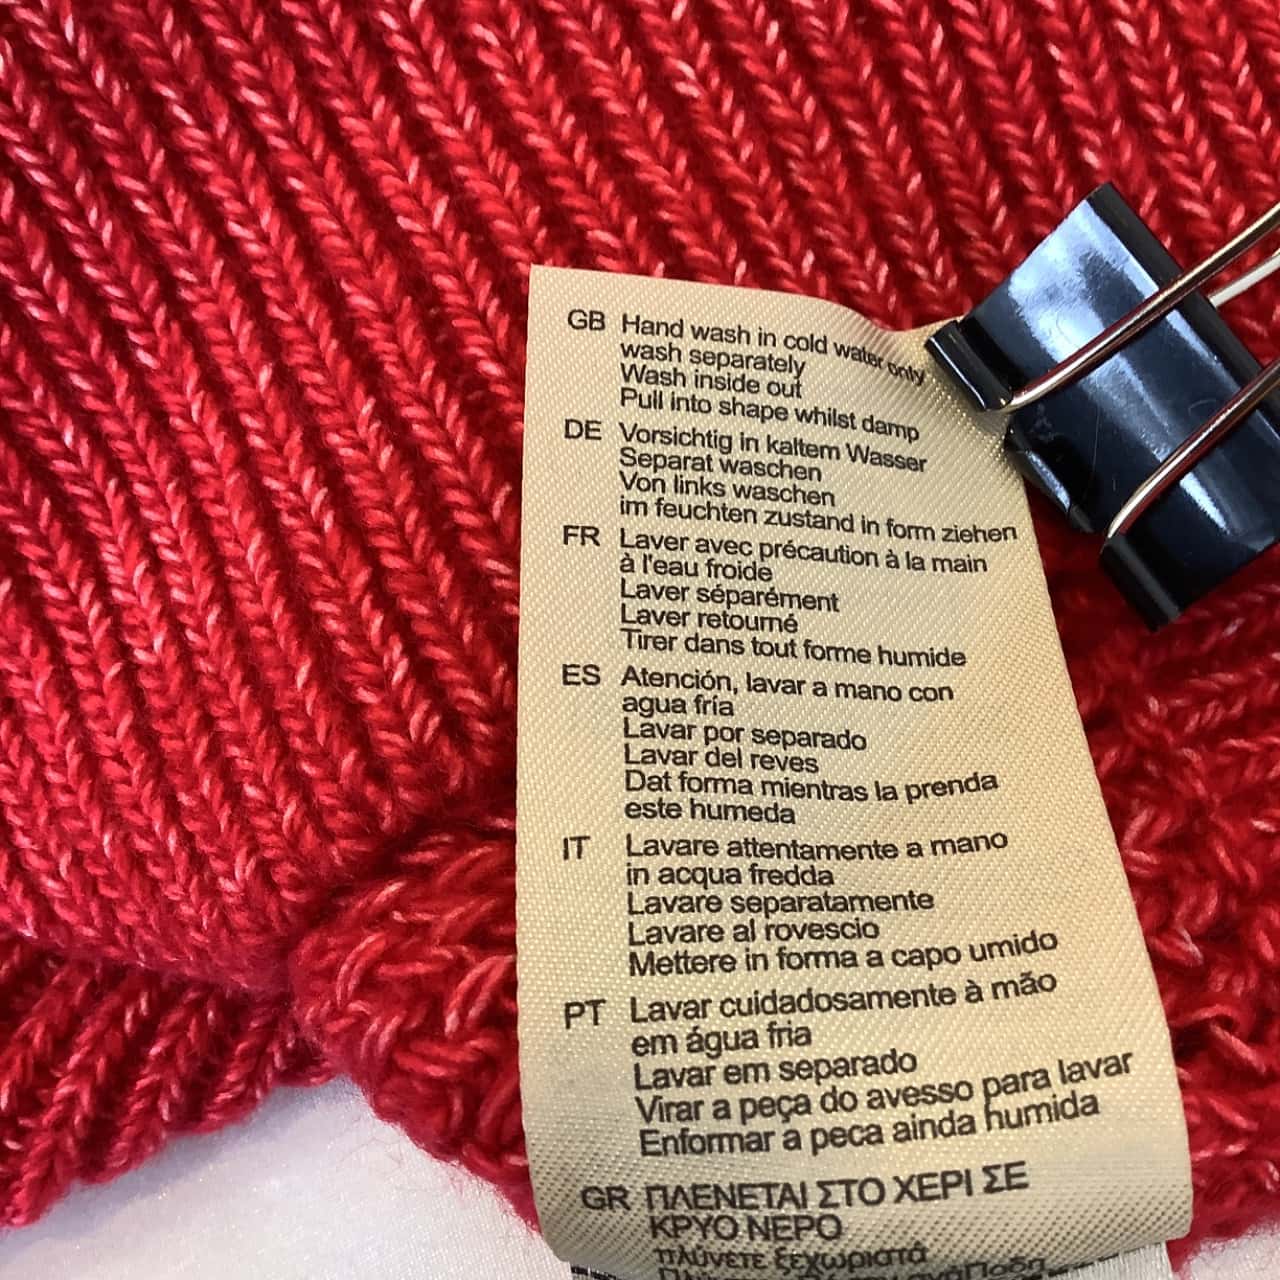 GB Hand wash in cold water only
wash separately
Wash inside out
Pull into shape whilst damp
DE Vorsichtig in kaltem Wasser
Separat waschen
Von links waschen
im feuchten zustand in form ziehen
FR Laver avec précaution à la main
à l'eau froide
Laver séparément
Laver retourné
Tirer dans tout forme humide
ES Atención, lavar a mano con
agua fría
Lavar por separado
Lavar del reves
Dat forma mientras la prenda
este humeda
IT Lavare attentamente a mano
in acqua fredda
Lavare separatamente
Lavare al rovescio
Mettere in forma a capo umido
PT Lavar cuidadosamente à mão
em água fria
Lavar em separado
Virar a peça do avesso para lavar
Enformar a peca ainda humida
GR ΠΛΕΝΕΤΑΙ ΣΤΟ ΧΕΡΙ ΣΕ
ΚΡΥΟ ΝΕΡΟ
πλύνετε ξεχωριστά